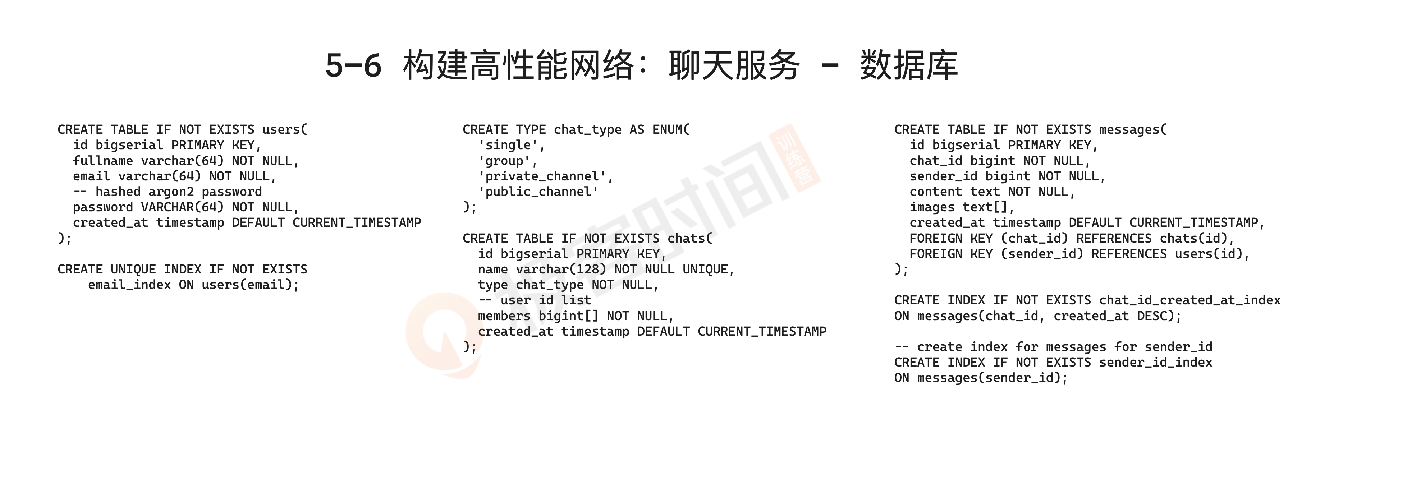 5-6 构建高性能网络：聊天服务 - 数据库
CREATE TABLE IF NOT EXISTS users(
  id bigserial PRIMARY KEY,
  fullname varchar(64) NOT NULL,
  email varchar(64) NOT NULL,
  -- hashed argon2 password
  password VARCHAR(64) NOT NULL,
  created_at timestamp DEFAULT CURRENT_TIMESTAMP
);
CREATE UNIQUE INDEX IF NOT EXISTS
    email_index ON users(email);
CREATE TYPE chat_type AS ENUM(
  'single',
  'group',
  'private_channel',
  'public_channel'
);
CREATE TABLE IF NOT EXISTS chats(
  id bigserial PRIMARY KEY,
  name varchar(128) NOT NULL UNIQUE,
  type chat_type NOT NULL,
  -- user id list
  members bigint[] NOT NULL,
  created_at timestamp DEFAULT CURRENT_TIMESTAMP
);
CREATE TABLE IF NOT EXISTS messages(
  id bigserial PRIMARY KEY,
  chat_id bigint NOT NULL,
  sender_id bigint NOT NULL,
  content text NOT NULL,
  images text[],
  created_at timestamp DEFAULT CURRENT_TIMESTAMP,
  FOREIGN KEY (chat_id) REFERENCES chats(id),
  FOREIGN KEY (sender_id) REFERENCES users(id),
);
CREATE INDEX IF NOT EXISTS chat_id_created_at_index
ON messages(chat_id, created_at DESC);
-- create index for messages for sender_id
CREATE INDEX IF NOT EXISTS sender_id_index
ON messages(sender_id);
极客时间
训练营